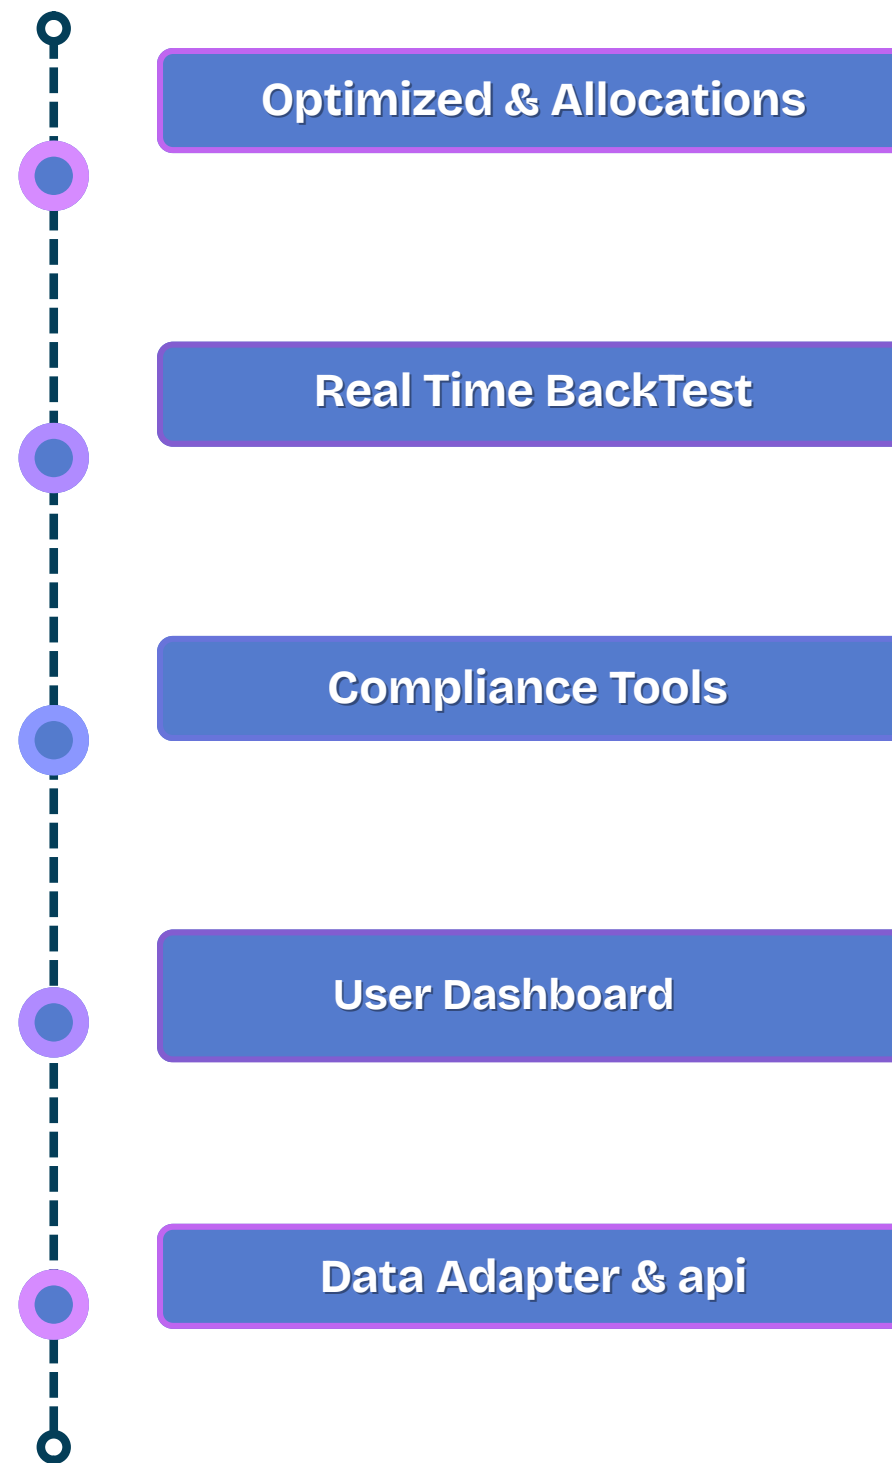 Optimized & Allocations
Real Time BackTest
Compliance Tools
User Dashboard
Data Adapter & api